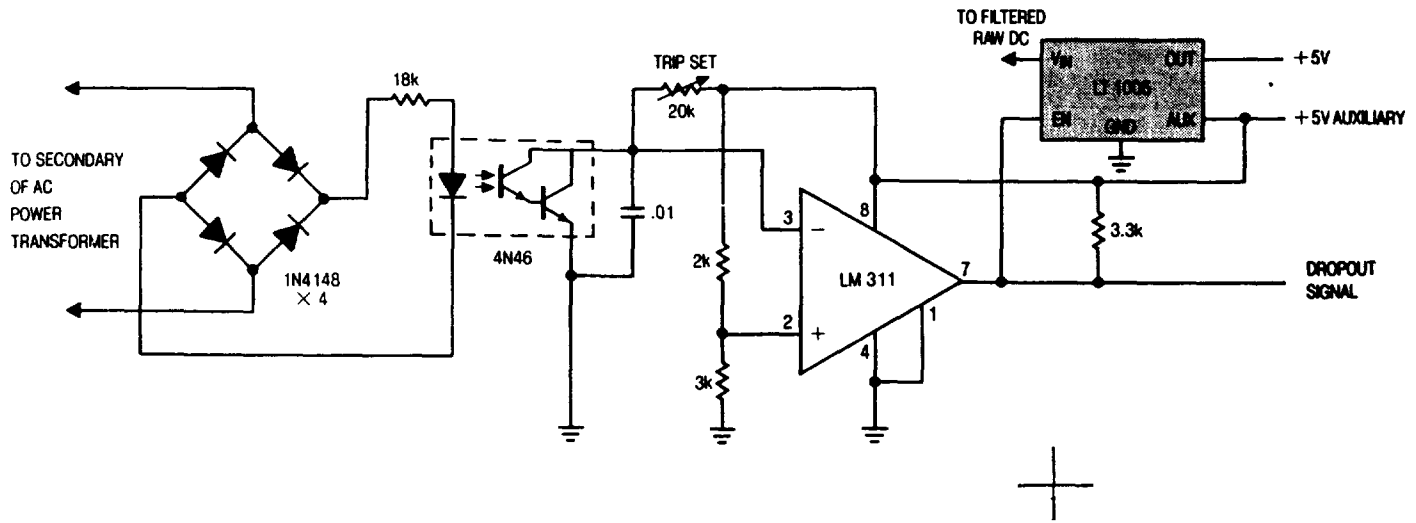 TO FILTERED
RAW DC
VIN
OUT
+5V
LT 1005
EN
GND
AUX
+5V AUXILIARY
TRIP SET
20k
18k
TO SECONDARY
OF AC
POWER
TRANSFORMER
1N4148
× 4
4N46
.01
2k
3k
3
−
8
LM 311
7
2
+
4
1
3.3k
DROPOUT
SIGNAL